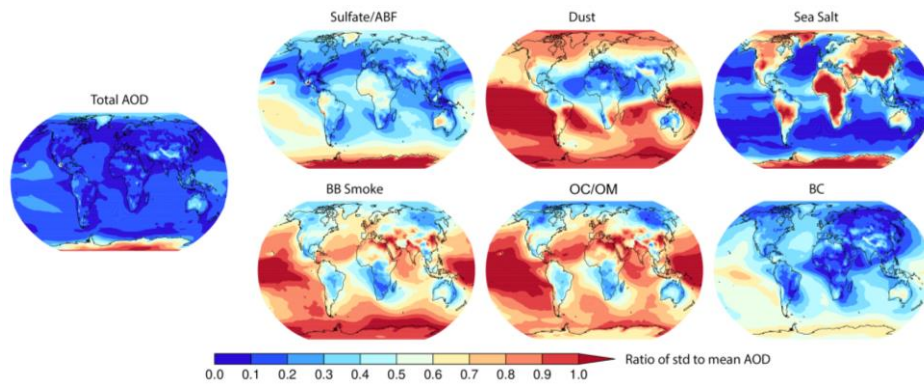 Sulfate/ABF
Dust
Sea Salt
Total AOD
BB Smoke
OC/OM
BC
Ratio of std to mean AOD
0.0 0.1 0.2 0.3 0.4 0.5 0.6 0.7 0.8 0.9 1.0